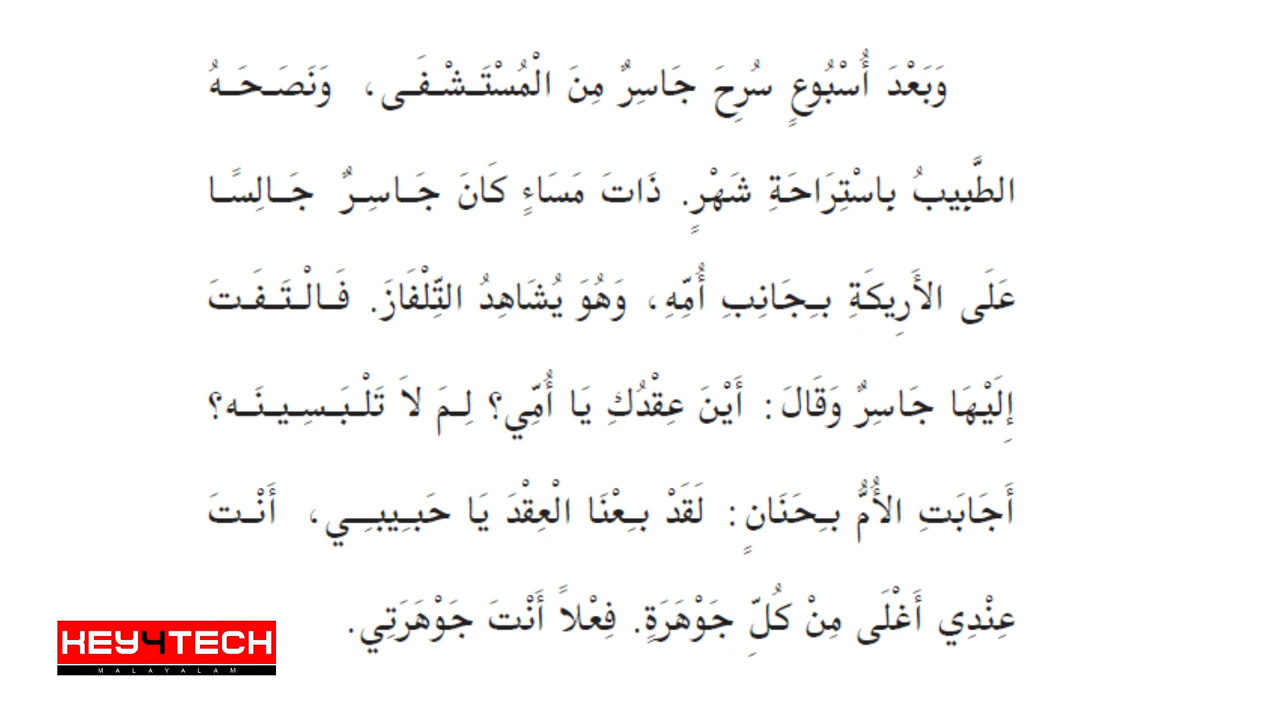 وَبَعْدَ أُسْبُوعٍ سُرِحَ جَاسِرٌ مِنَ الْمُسْتَشْفَى، وَنَصَحَهُ
الطَّبِيبُ بِاسْتِرَاحَةِ شَهْرٍ. ذَاتَ مَسَاءٍ كَانَ جَاسِرٌ جَالِسًا
عَلَى الأَرِيكَةِ بِجَانِبِ أُمِّهِ، وَهُوَ يُشَاهِدُ التِّلْفَازَ. فَالْتَفَتَ
إِلَيْهَا جَاسِرٌ وَقَالَ: أَيْنَ عِقْدُكِ يَا أُمِّي؟ لِمَ لاَ تَلْبَسِينَه؟
أَجَابَتِ الأُمُّ بِحَنَانٍ: لَقَدْ بِعْنَا الْعِقْدَ يَا حَبِيبِي، أَنْتَ
عِنْدِي أَغْلَى مِنْ كُلِّ جَوْهَرَةٍ. فِعْلاً أَنْتَ جَوْهَرَتِي.
KEY4TECH
MALAYALAM